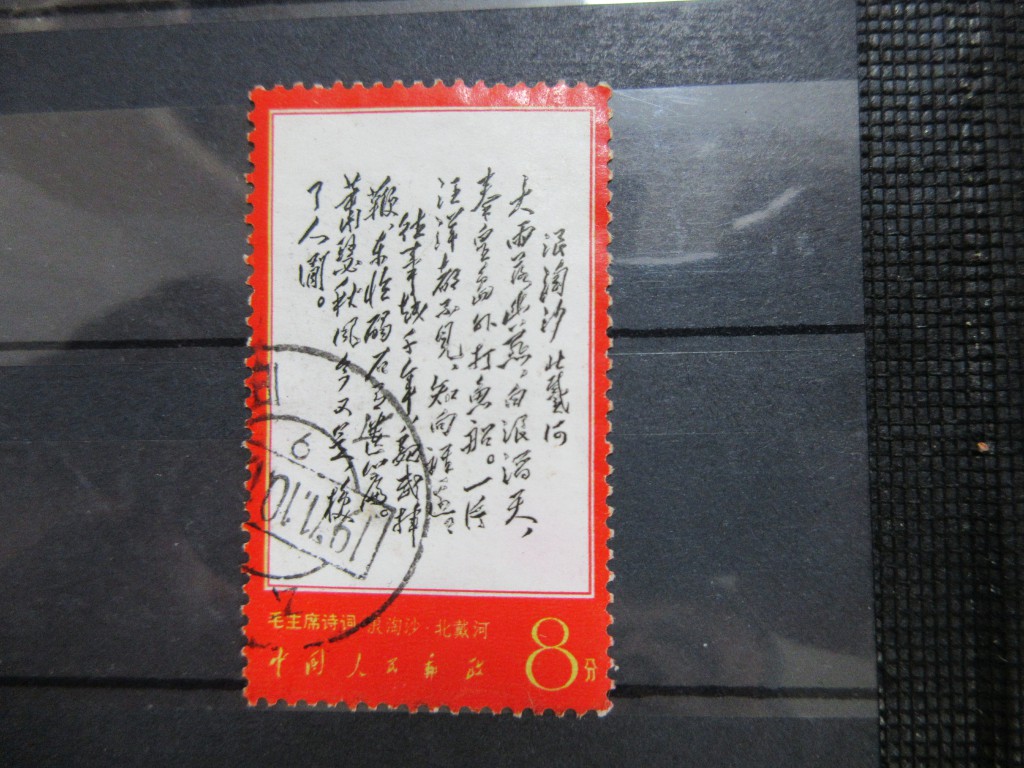 浪淘沙 北戴河
大雨落幽燕。白浪滔天,
秦皇岛外打鱼船。一片
汪洋都不见,知向谁边
往事越千年,魏武挥
鞭、东临碣石有遗篇。
萧瑟秋风今又是,换
了人间。
毛主席诗词·浪淘沙·北戴河
中国人民邮政
8分
1971.10